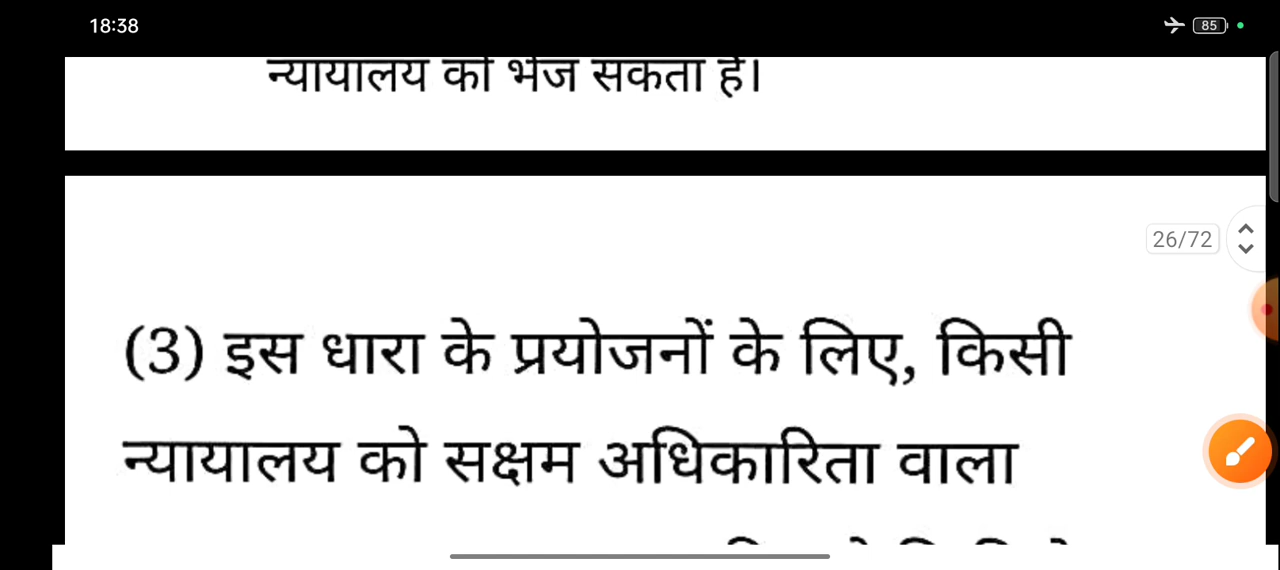 18:38
85
न्यायालय को भेज सकता है।
26/72
(3) इस धारा के प्रयोजनों के लिए, किसी
न्यायालय को सक्षम अधिकारिता वाला